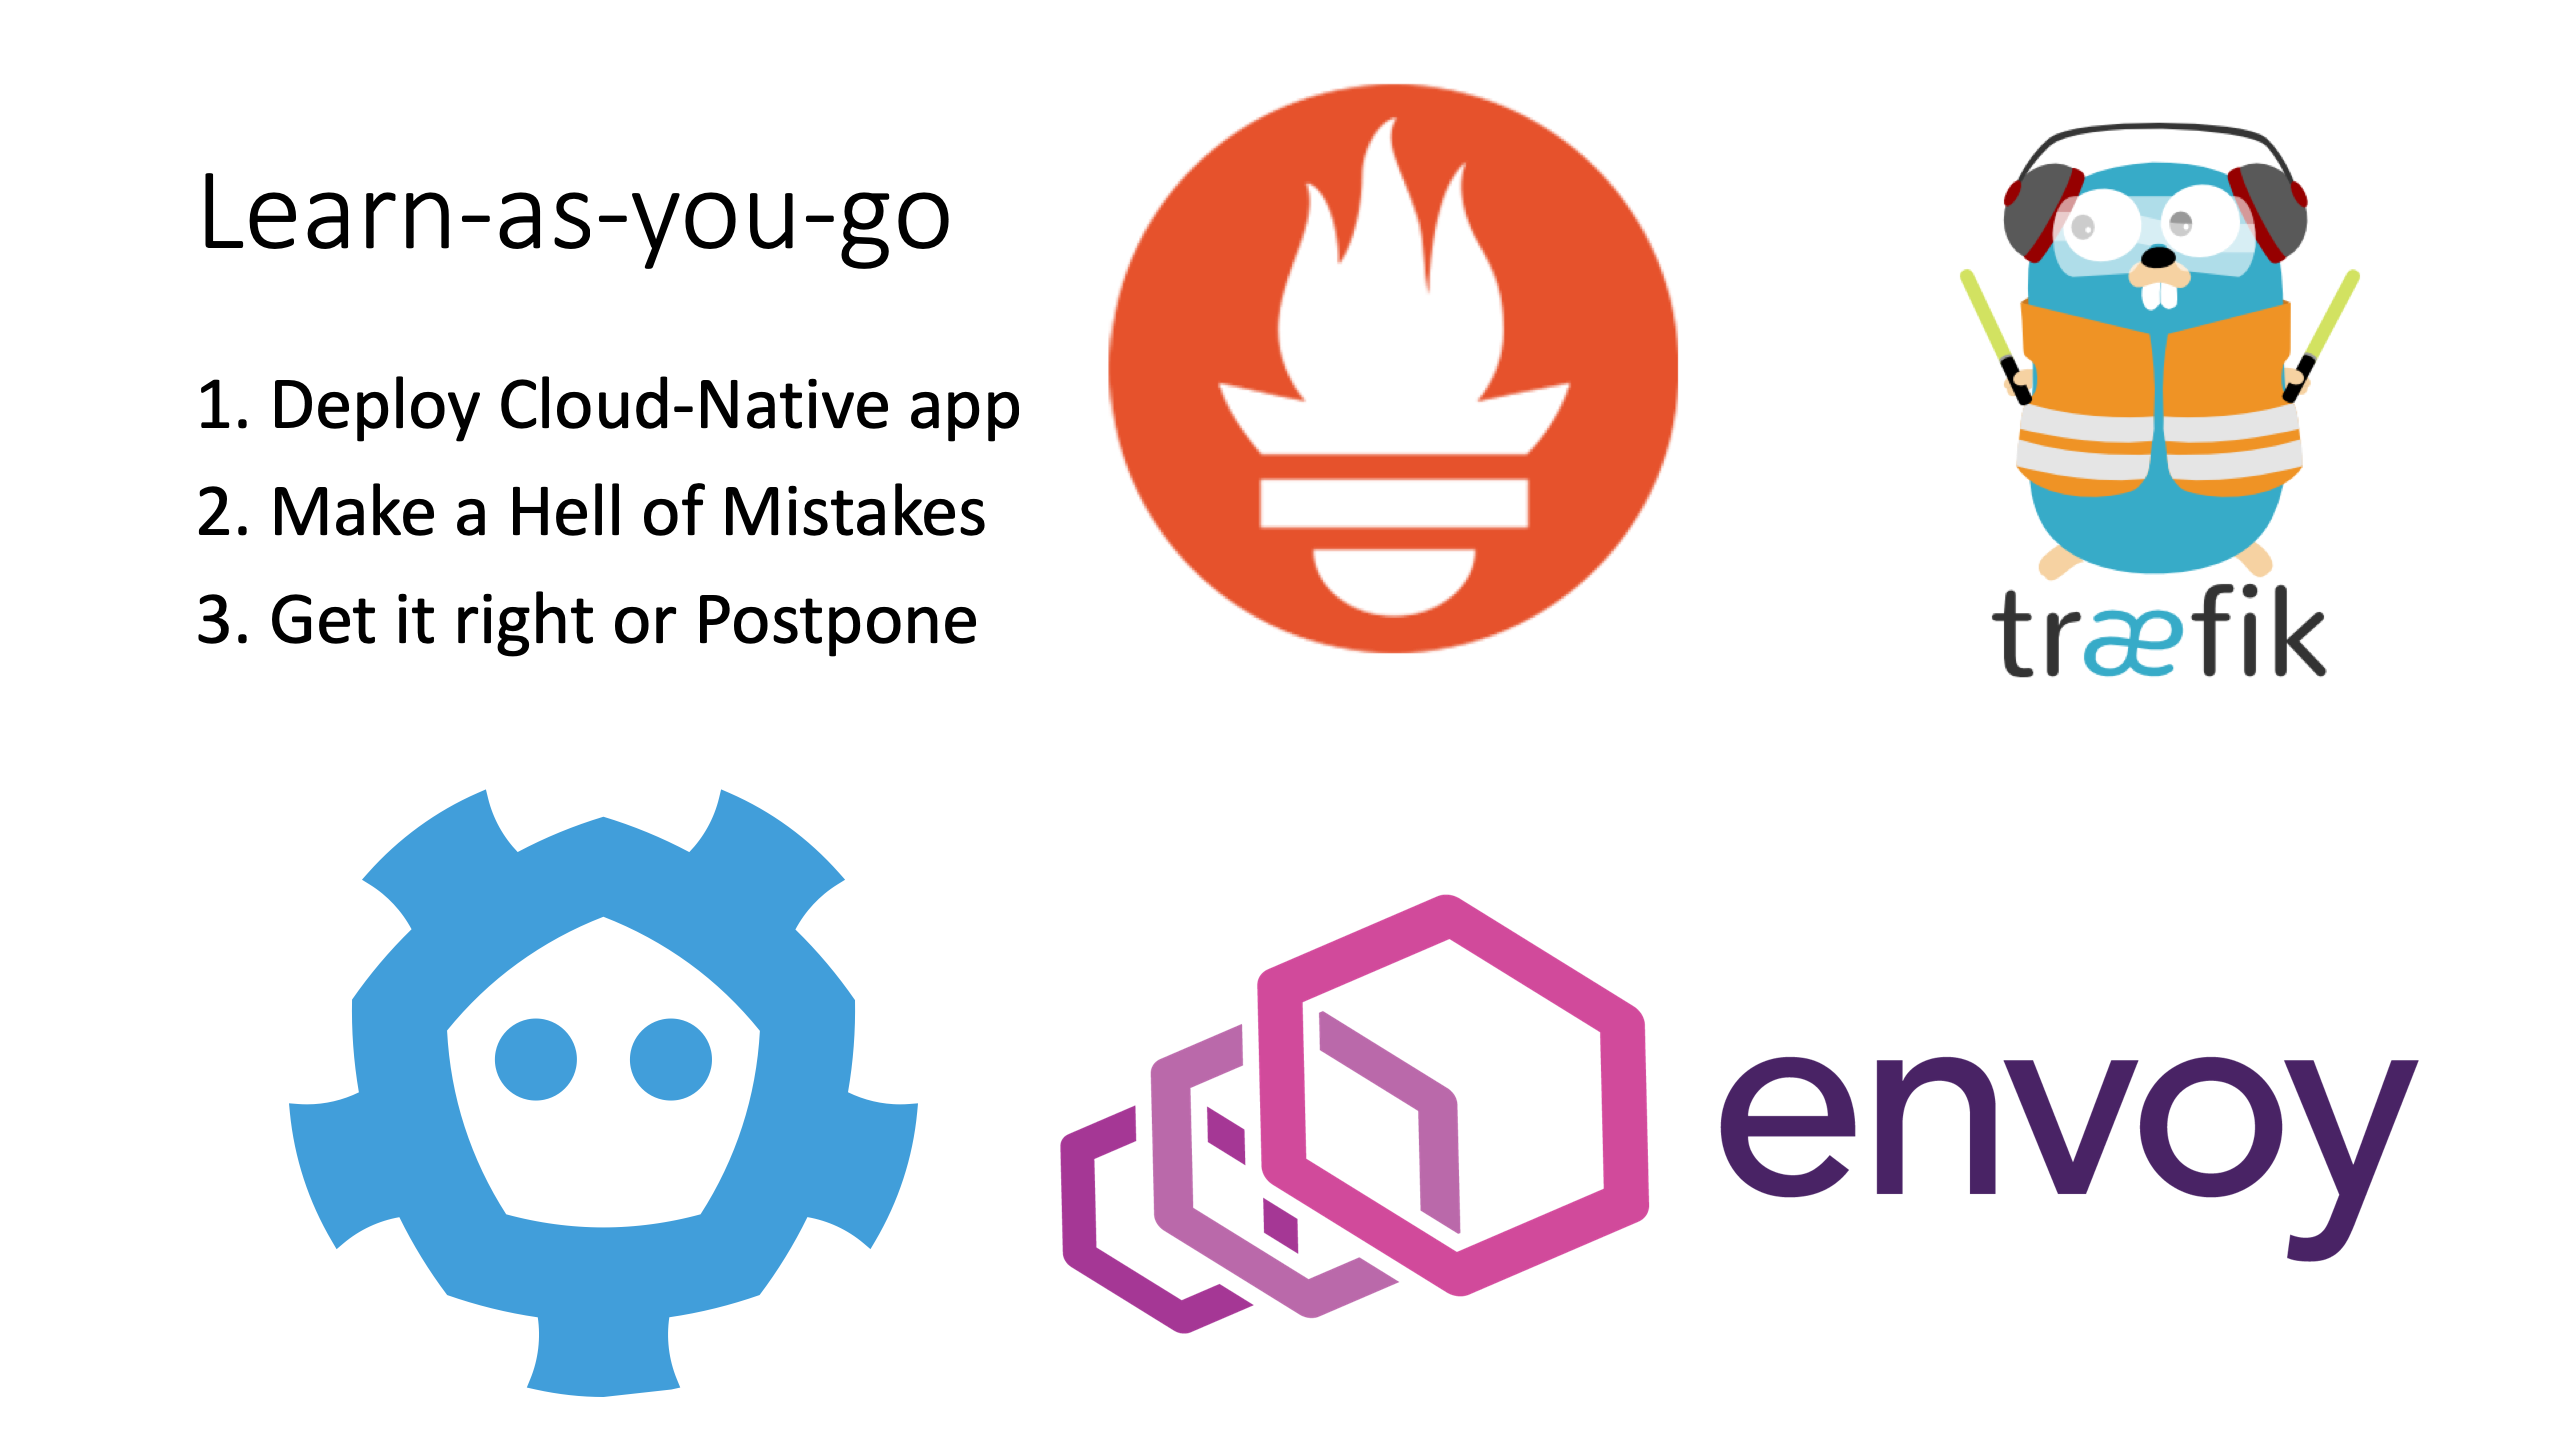 Learn-as-you-go
1. Deploy Cloud-Native app
2. Make a Hell of Mistakes
3. Get it right or Postpone
træfik
envoy